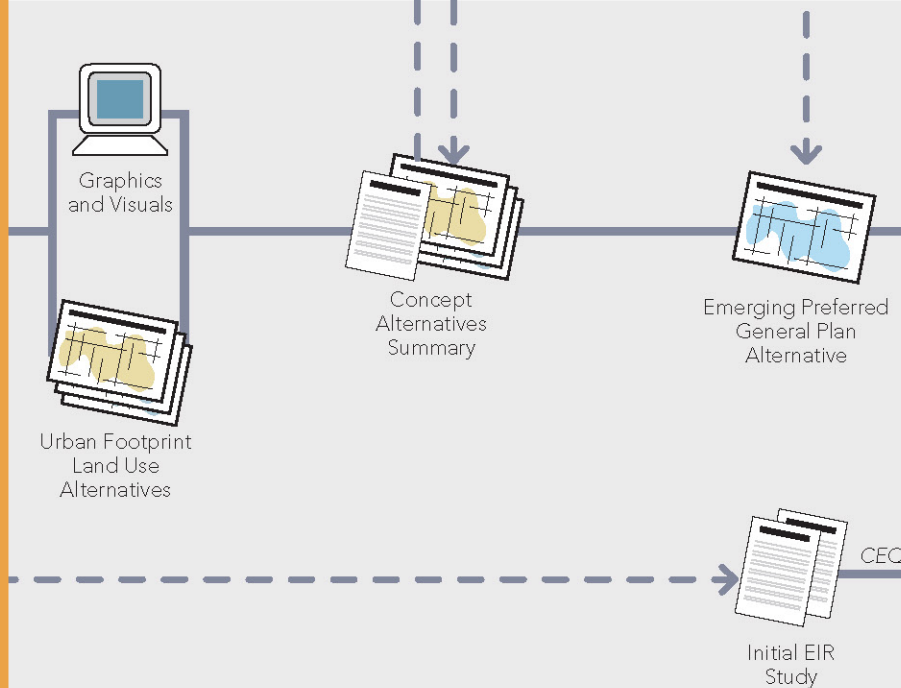 Graphics
and Visuals
Concept
Alternatives
Summary
Emerging Preferred
General Plan
Alternative
Urban Footprint
Land Use
Alternatives
CEQ
Initial EIR
Study